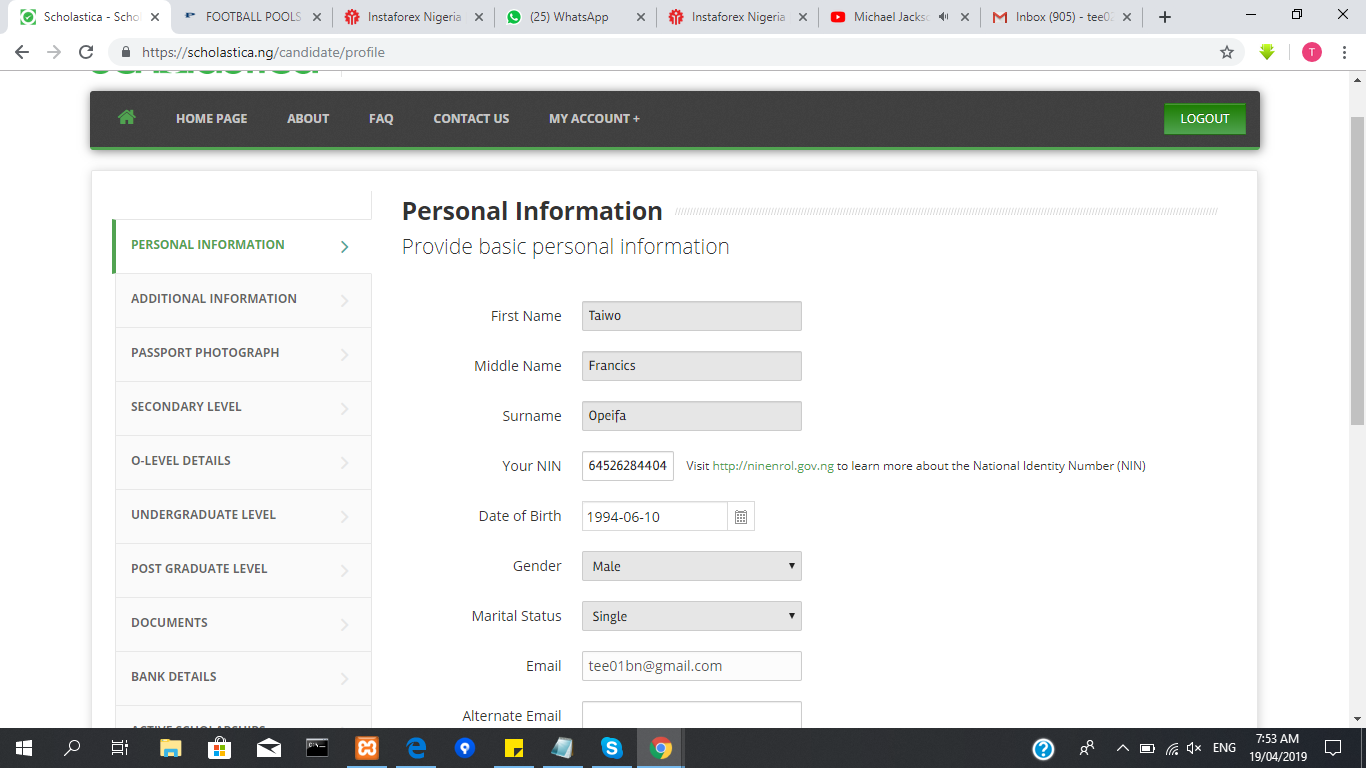 Scholastica - Scho
FOOTBALL POOLS
Instaforex Nigeria
(25) WhatsApp
Instaforex Nigeria
Michael Jackso
Inbox (905) - tee02
https://scholastica.ng/candidate/profile
T
HOME PAGE
ABOUT
FAQ
CONTACT US
MY ACCOUNT +
LOGOUT
PERSONAL INFORMATION
ADDITIONAL INFORMATION
PASSPORT PHOTOGRAPH
SECONDARY LEVEL
O-LEVEL DETAILS
UNDERGRADUATE LEVEL
POST GRADUATE LEVEL
DOCUMENTS
BANK DETAILS
ACTIVE SCHOLARSHIPS
Personal Information
Provide basic personal information
First Name Taiwo
Middle Name Francics
Surname Opeifa
Your NIN 64526284404 Visit http://ninenrol.gov.ng to learn more about the National Identity Number (NIN)
Date of Birth 1994-06-10
Gender Male
Marital Status Single
Email tee01bn@gmail.com
Alternate Email
ENG
7:53 AM
19/04/2019